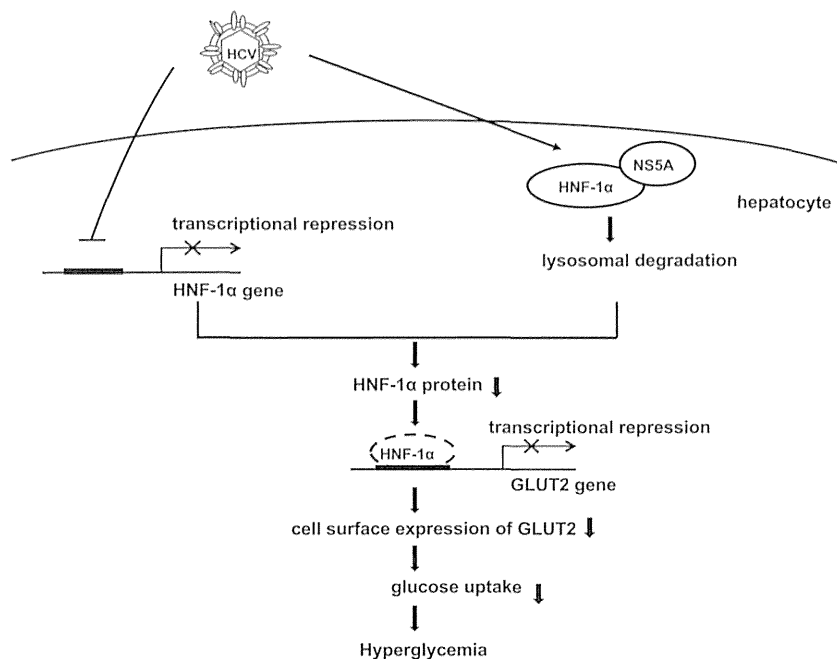 HCV
NS5A
HNF-1α
hepatocyte
transcriptional repression
lysosomal degradation
HNF-1α gene
HNF-1α protein
transcriptional repression
HNF-1α
GLUT2 gene
cell surface expression of GLUT2
glucose uptake
Hyperglycemia